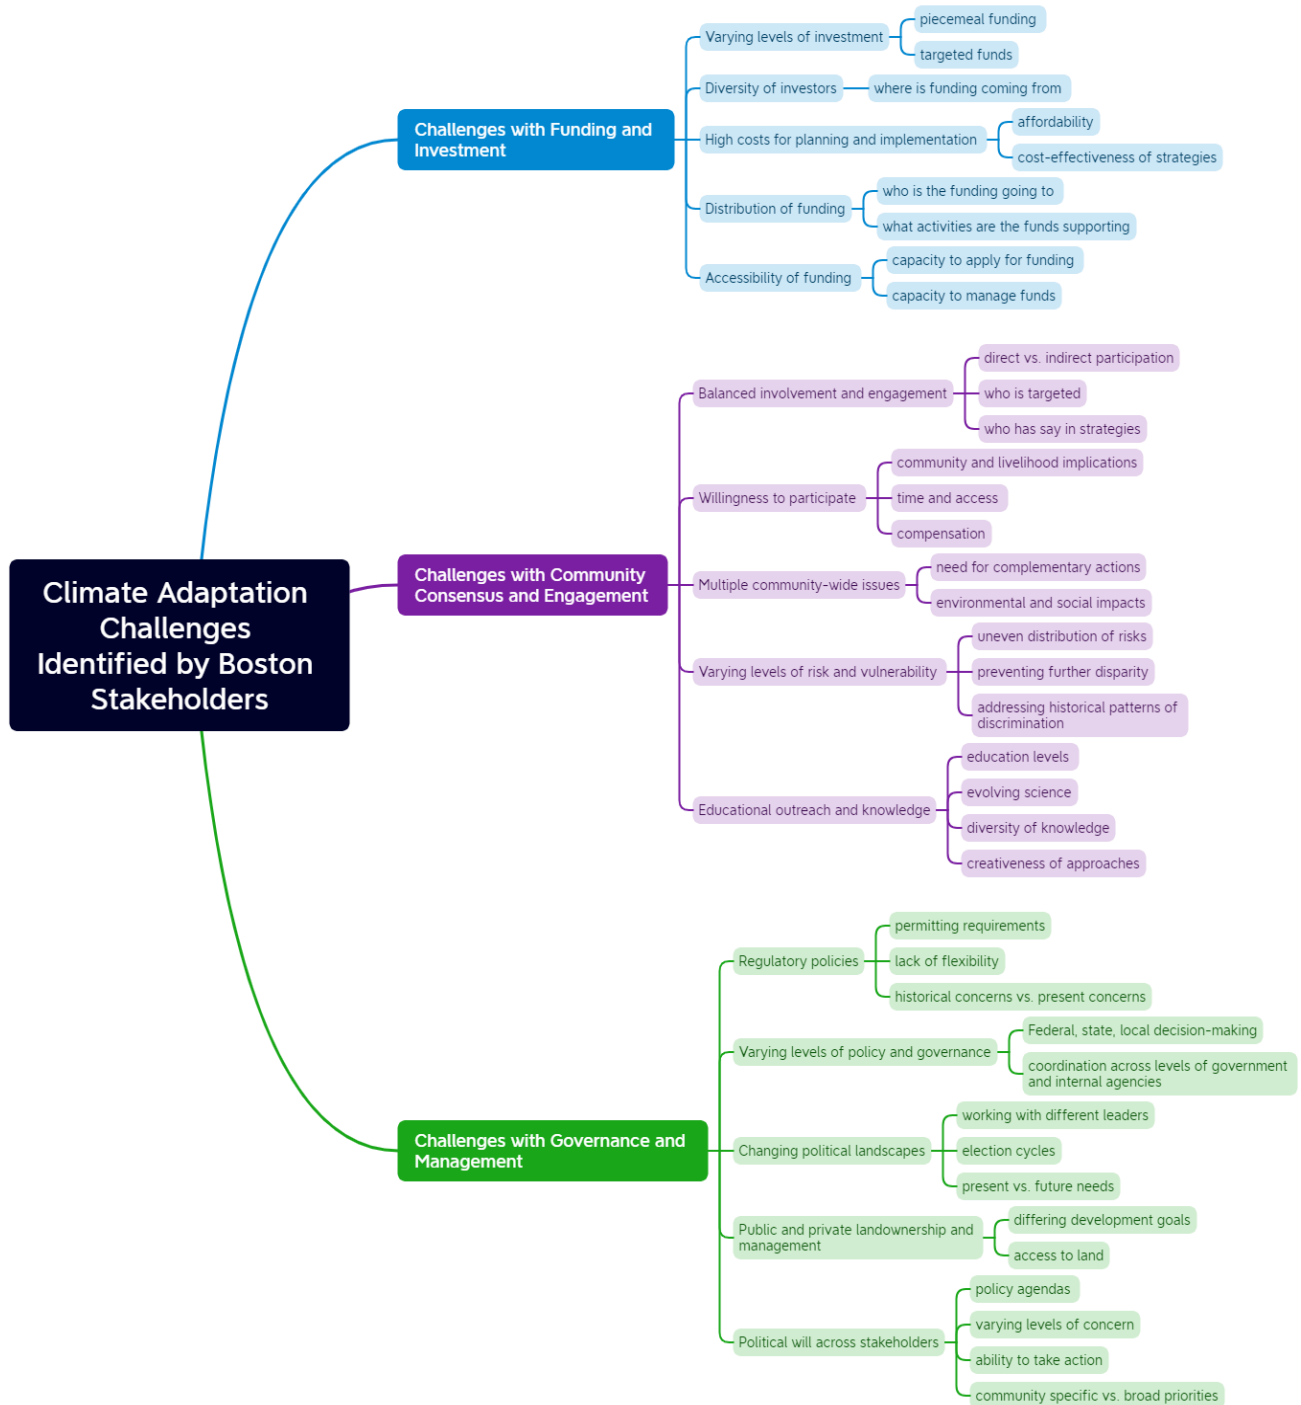 Climate Adaptation
Challenges
Identified by Boston
Stakeholders
Challenges with Funding and
Investment
Varying levels of investment
piecemeal funding
targeted funds
Diversity of investors
where is funding coming from
High costs for planning and implementation
affordability
cost-effectiveness of strategies
Distribution of funding
who is the funding going to
what activities are the funds supporting
Accessibility of funding
capacity to apply for funding
capacity to manage funds
Challenges with Community
Consensus and Engagement
Balanced involvement and engagement
direct vs. indirect participation
who is targeted
who has say in strategies
Willingness to participate
community and livelihood implications
time and access
compensation
Multiple community-wide issues
need for complementary actions
environmental and social impacts
Varying levels of risk and vulnerability
uneven distribution of risks
preventing further disparity
addressing historical patterns of
discrimination
Educational outreach and knowledge
education levels
evolving science
diversity of knowledge
creativeness of approaches
Challenges with Governance and
Management
Regulatory policies
permitting requirements
lack of flexibility
historical concerns vs. present concerns
Varying levels of policy and governance
Federal, state, local decision-making
coordination across levels of government
and internal agencies
Changing political landscapes
working with different leaders
election cycles
present vs. future needs
Public and private landownership and
management
differing development goals
access to land
Political will across stakeholders
policy agendas
varying levels of concern
ability to take action
community specific vs. broad priorities